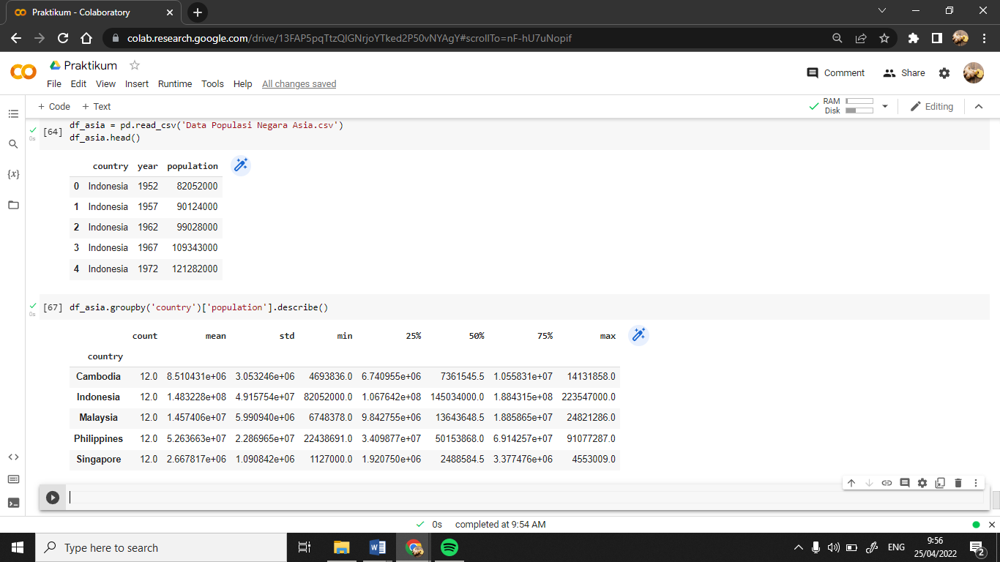 Praktikum - Colaboratory
colab.research.google.com/drive/13FAP5pqTtzQlGNrjoYTked2P50vNYAgY#scrollTo=nF-hU7uNopif
Praktikum
File Edit View Insert Runtime Tools Help All changes saved
Comment Share
+ Code + Text
RAM
Disk
Editing
[64] df_asia = pd.read_csv('Data Populasi Negara Asia.csv')
0s
df_asia.head()
country year population
0 Indonesia 1952 82052000
1 Indonesia 1957 90124000
2 Indonesia 1962 99028000
3 Indonesia 1967 109343000
4 Indonesia 1972 121282000
[67] df_asia.groupby('country')['population'].describe()
0s
count mean std min 25% 50% 75% max
country
Cambodia 12.0 8.510431e+06 3.053246e+06 4693836.0 6.740955e+06 7361545.5 1.055831e+07 14131858.0
Indonesia 12.0 1.483228e+08 4.915754e+07 82052000.0 1.067642e+08 145034000.0 1.884315e+08 223547000.0
Malaysia 12.0 1.457406e+07 5.990940e+06 6748378.0 9.842755e+06 13643648.5 1.885865e+07 24821286.0
Philippines 12.0 5.263663e+07 2.286965e+07 22438691.0 3.409877e+07 50153868.0 6.914257e+07 91077287.0
Singapore 12.0 2.667817e+06 1.090842e+06 1127000.0 1.920750e+06 2488584.5 3.377476e+06 4553009.0
0s completed at 9:54 AM
Type here to search
ENG
9:56
25/04/2022
2